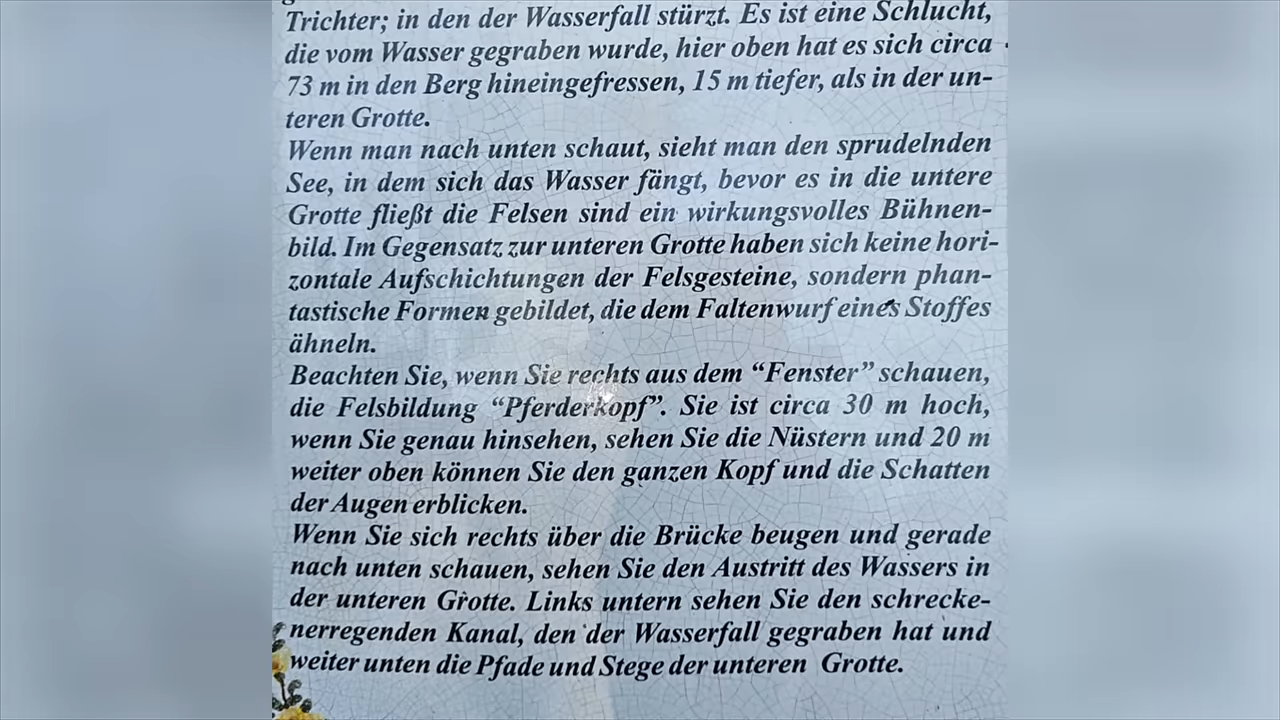 Trichter; in den der Wasserfall stürzt. Es ist eine Schlucht,
die vom Wasser gegraben wurde, hier oben hat es sich circa
73 m in den Berg hineingefressen, 15 m tiefer, als in der un-
teren Grotte.
Wenn man nach unten schaut, sieht man den sprudelnden
See, in dem sich das Wasser fängt, bevor es in die untere
Grotte fließt die Felsen sind ein wirkungsvolles Bühnen-
bild. Im Gegensatz zur unteren Grotte haben sich keine hori-
zontale Aufschichtungen der Felsgesteine, sondern phan-
tastische Formen gebildet, die dem Faltenwurf eines Stoffes
ähneln.
Beachten Sie, wenn Sie rechts aus dem “Fenster” schauen,
die Felsbildung “Pferderkopf”. Sie ist circa 30 m hoch,
wenn Sie genau hinsehen, sehen Sie die Nüstern und 20 m
weiter oben können Sie den ganzen Kopf und die Schatten
der Augen erblicken.
Wenn Sie sich rechts über die Brücke beugen und gerade
nach unten schauen, sehen Sie den Austritt des Wassers in
der unteren Grotte. Links untern sehen Sie den schrecke-
nerregenden Kanal, den der Wasserfall gegraben hat und
weiter unten die Pfade und Stege der unteren Grotte.